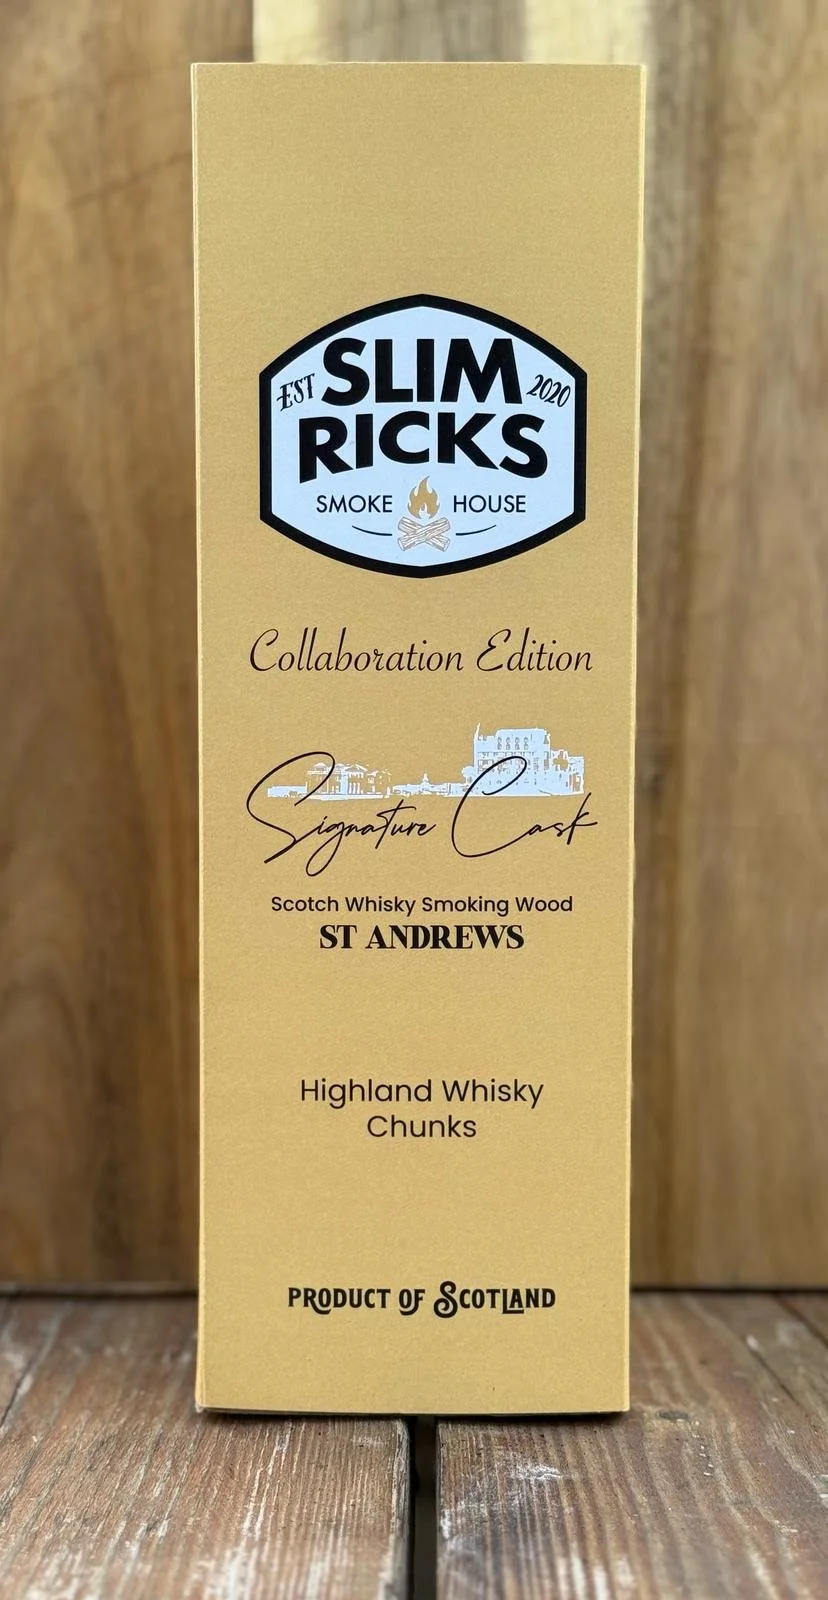 EST SLIM 2020
RICKS
SMOKE HOUSE
Collaboration Edition
Signature Cask
Scotch Whisky Smoking Wood
ST ANDREWS
Highland Whisky
Chunks
PRODUCT OF SCOTLAND